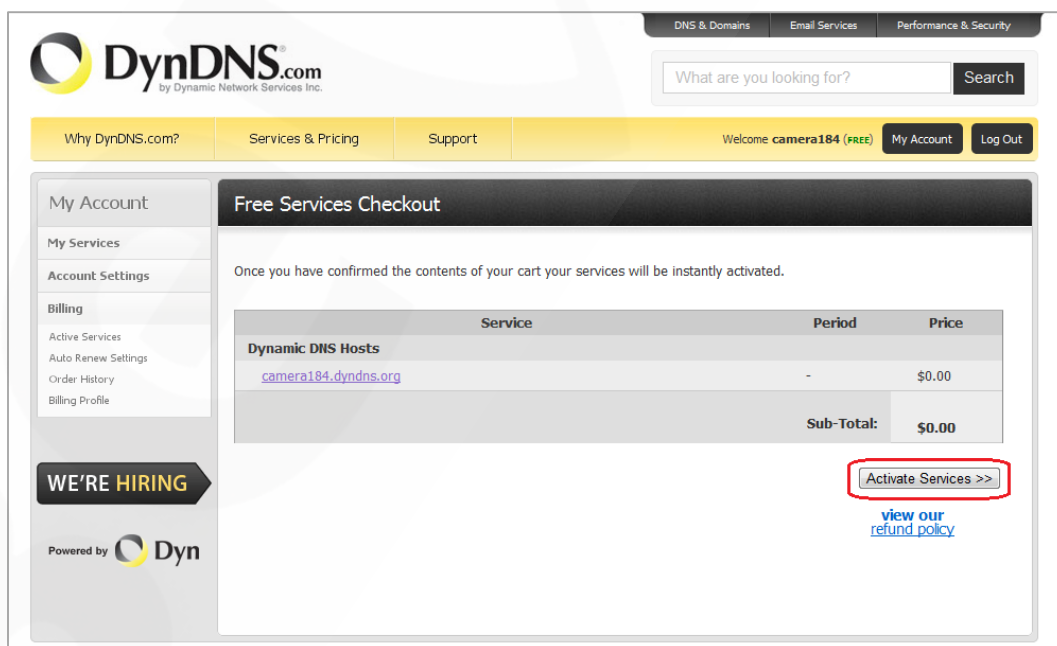 DNS & Domains Email Services Performance & Security
DynDNS.com
by Dynamic Network Services Inc.
What are you looking for? Search
Why DynDNS.com? Services & Pricing Support Welcome camera184 (FREE) My Account Log Out
My Account
Free Services Checkout
My Services
Account Settings
Billing
Active Services
Auto Renew Settings
Order History
Billing Profile
Once you have confirmed the contents of your cart your services will be instantly activated.
Service Period Price
Dynamic DNS Hosts
camera184.dyndns.org - $0.00
Sub-Total: $0.00
Activate Services >>
view our
refund policy
WE'RE HIRING
Powered by Dyn